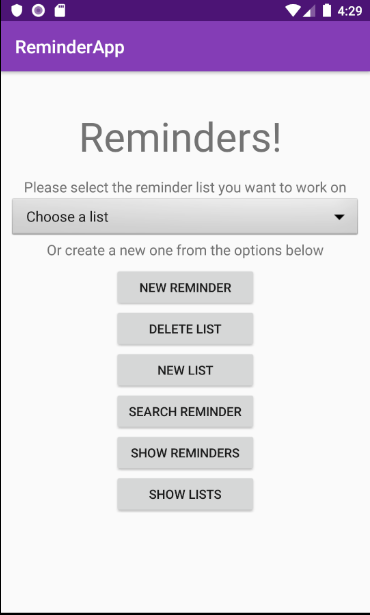 4:29
ReminderApp
Reminders!
Please select the reminder list you want to work on
Choose a list
Or create a new one from the options below
NEW REMINDER
DELETE LIST
NEW LIST
SEARCH REMINDER
SHOW REMINDERS
SHOW LISTS